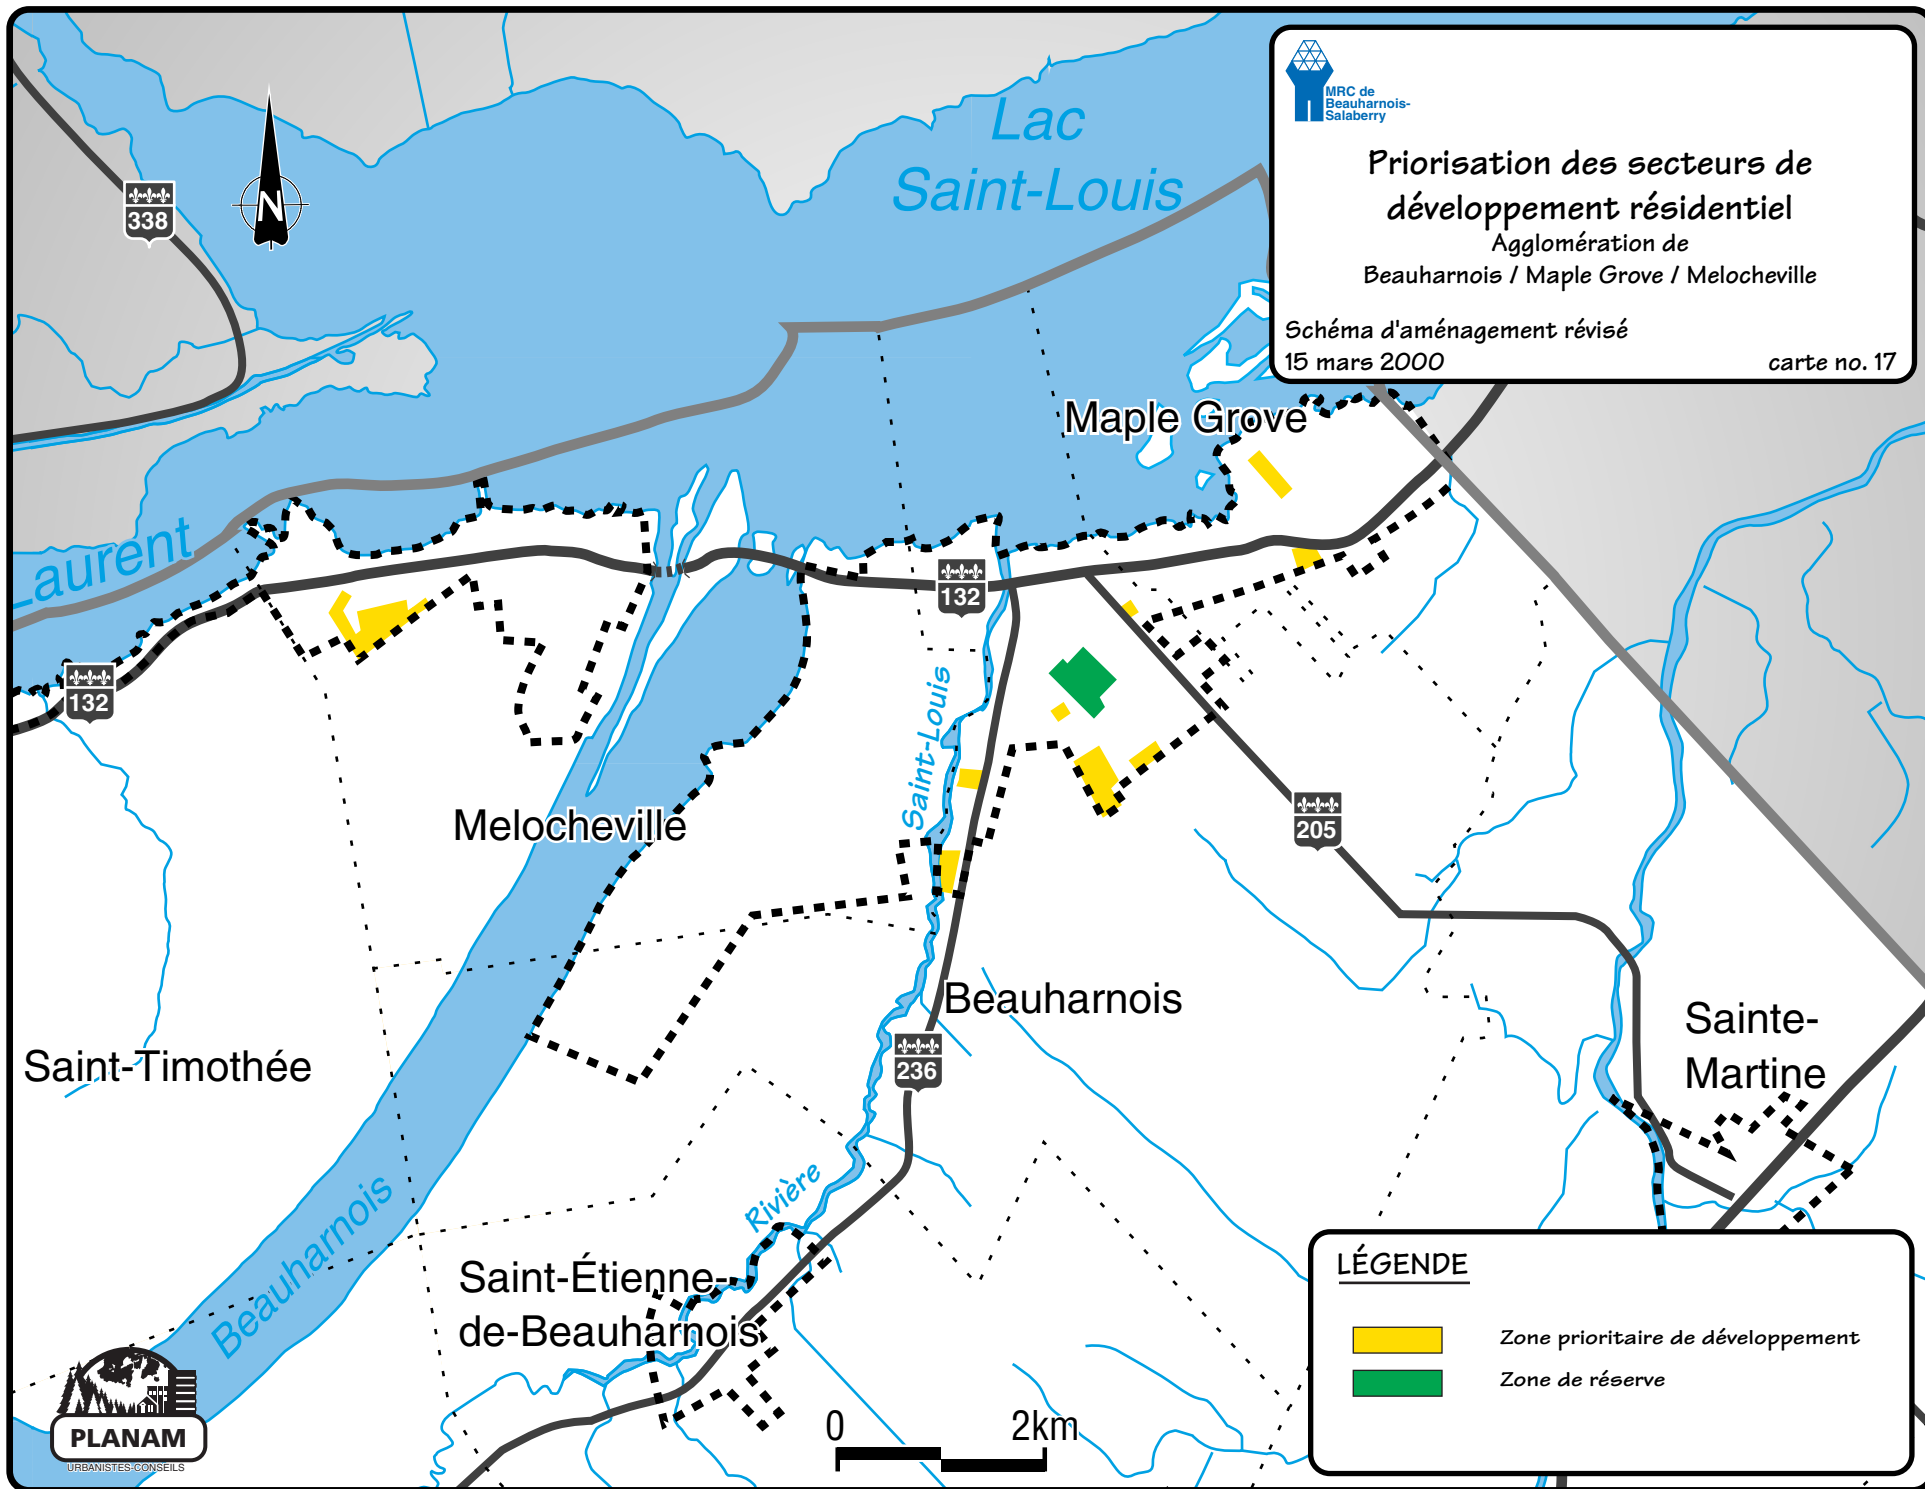 MRC de
Beauharnois-
Salaberry
Priorisation des secteurs de
développement résidentiel
Agglomération de
Beauharnois / Maple Grove / Melocheville
Schéma d'aménagement révisé
15 mars 2000
carte no. 17
Lac
Saint-Louis
338
N
Maple Grove
Laurent
132
132
Saint-Louis
205
Melocheville
Beauharnois
236
Sainte-
Martine
Saint-Timothée
Rivière
Beauharnois
Saint-Étienne-
de-Beauharnois
LÉGENDE
Zone prioritaire de développement
Zone de réserve
0
2km
PLANAM
URBANISTES-CONSEILS